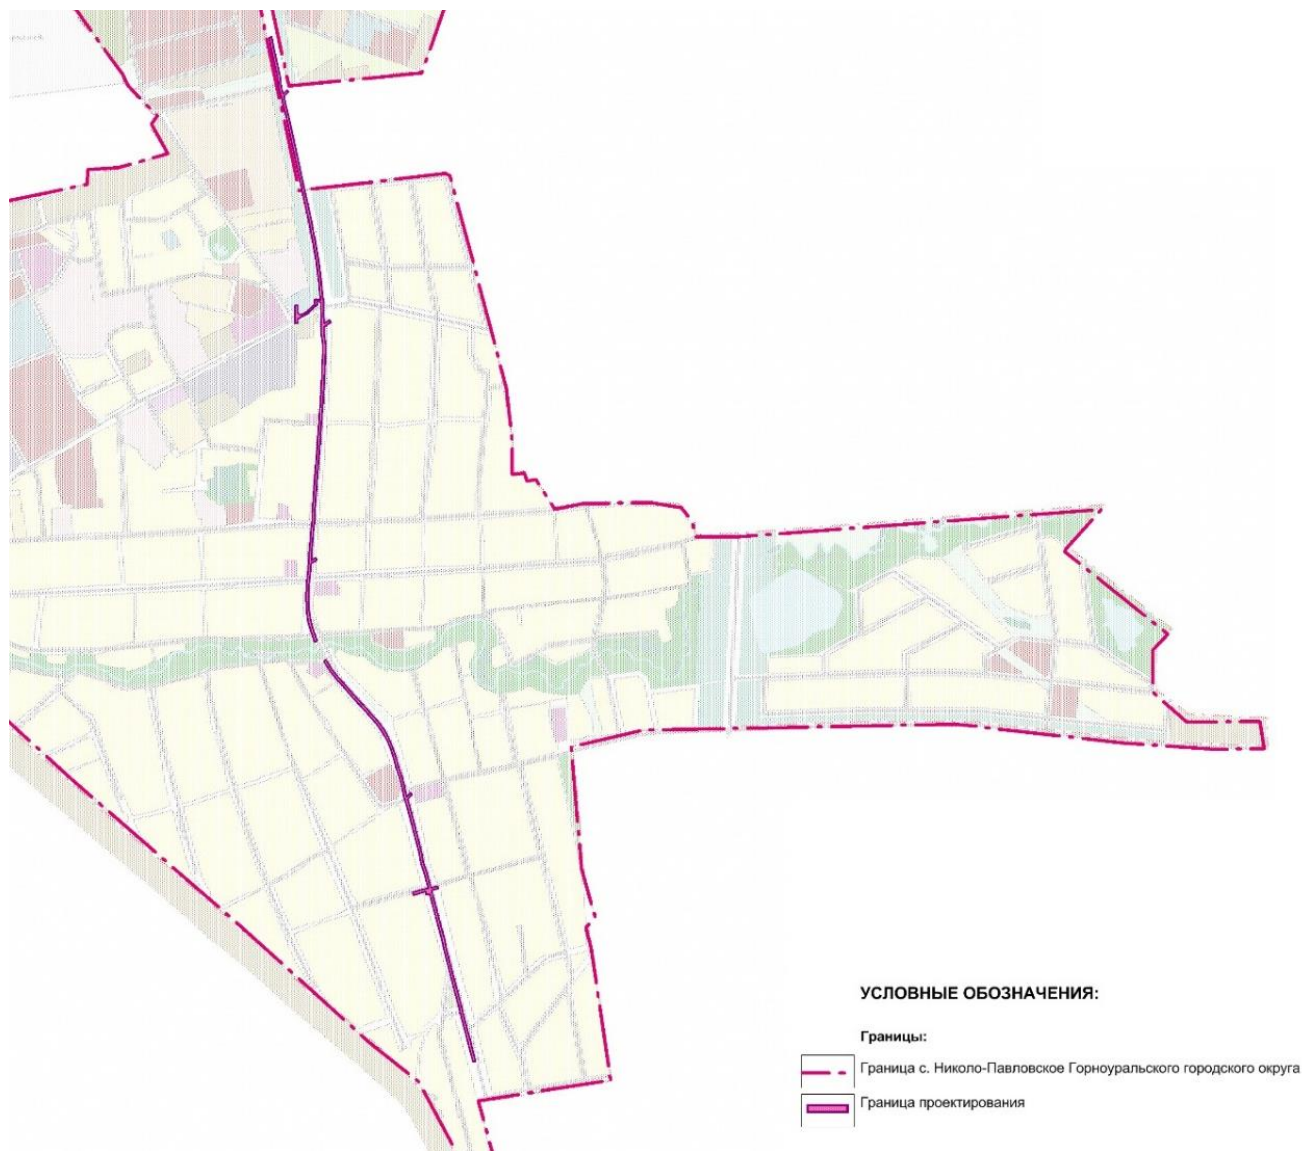 УСЛОВНЫЕ ОБОЗНАЧЕНИЯ:
Границы:
Граница с. Николо-Павловское Горноуральского городского округа
Граница проектирования